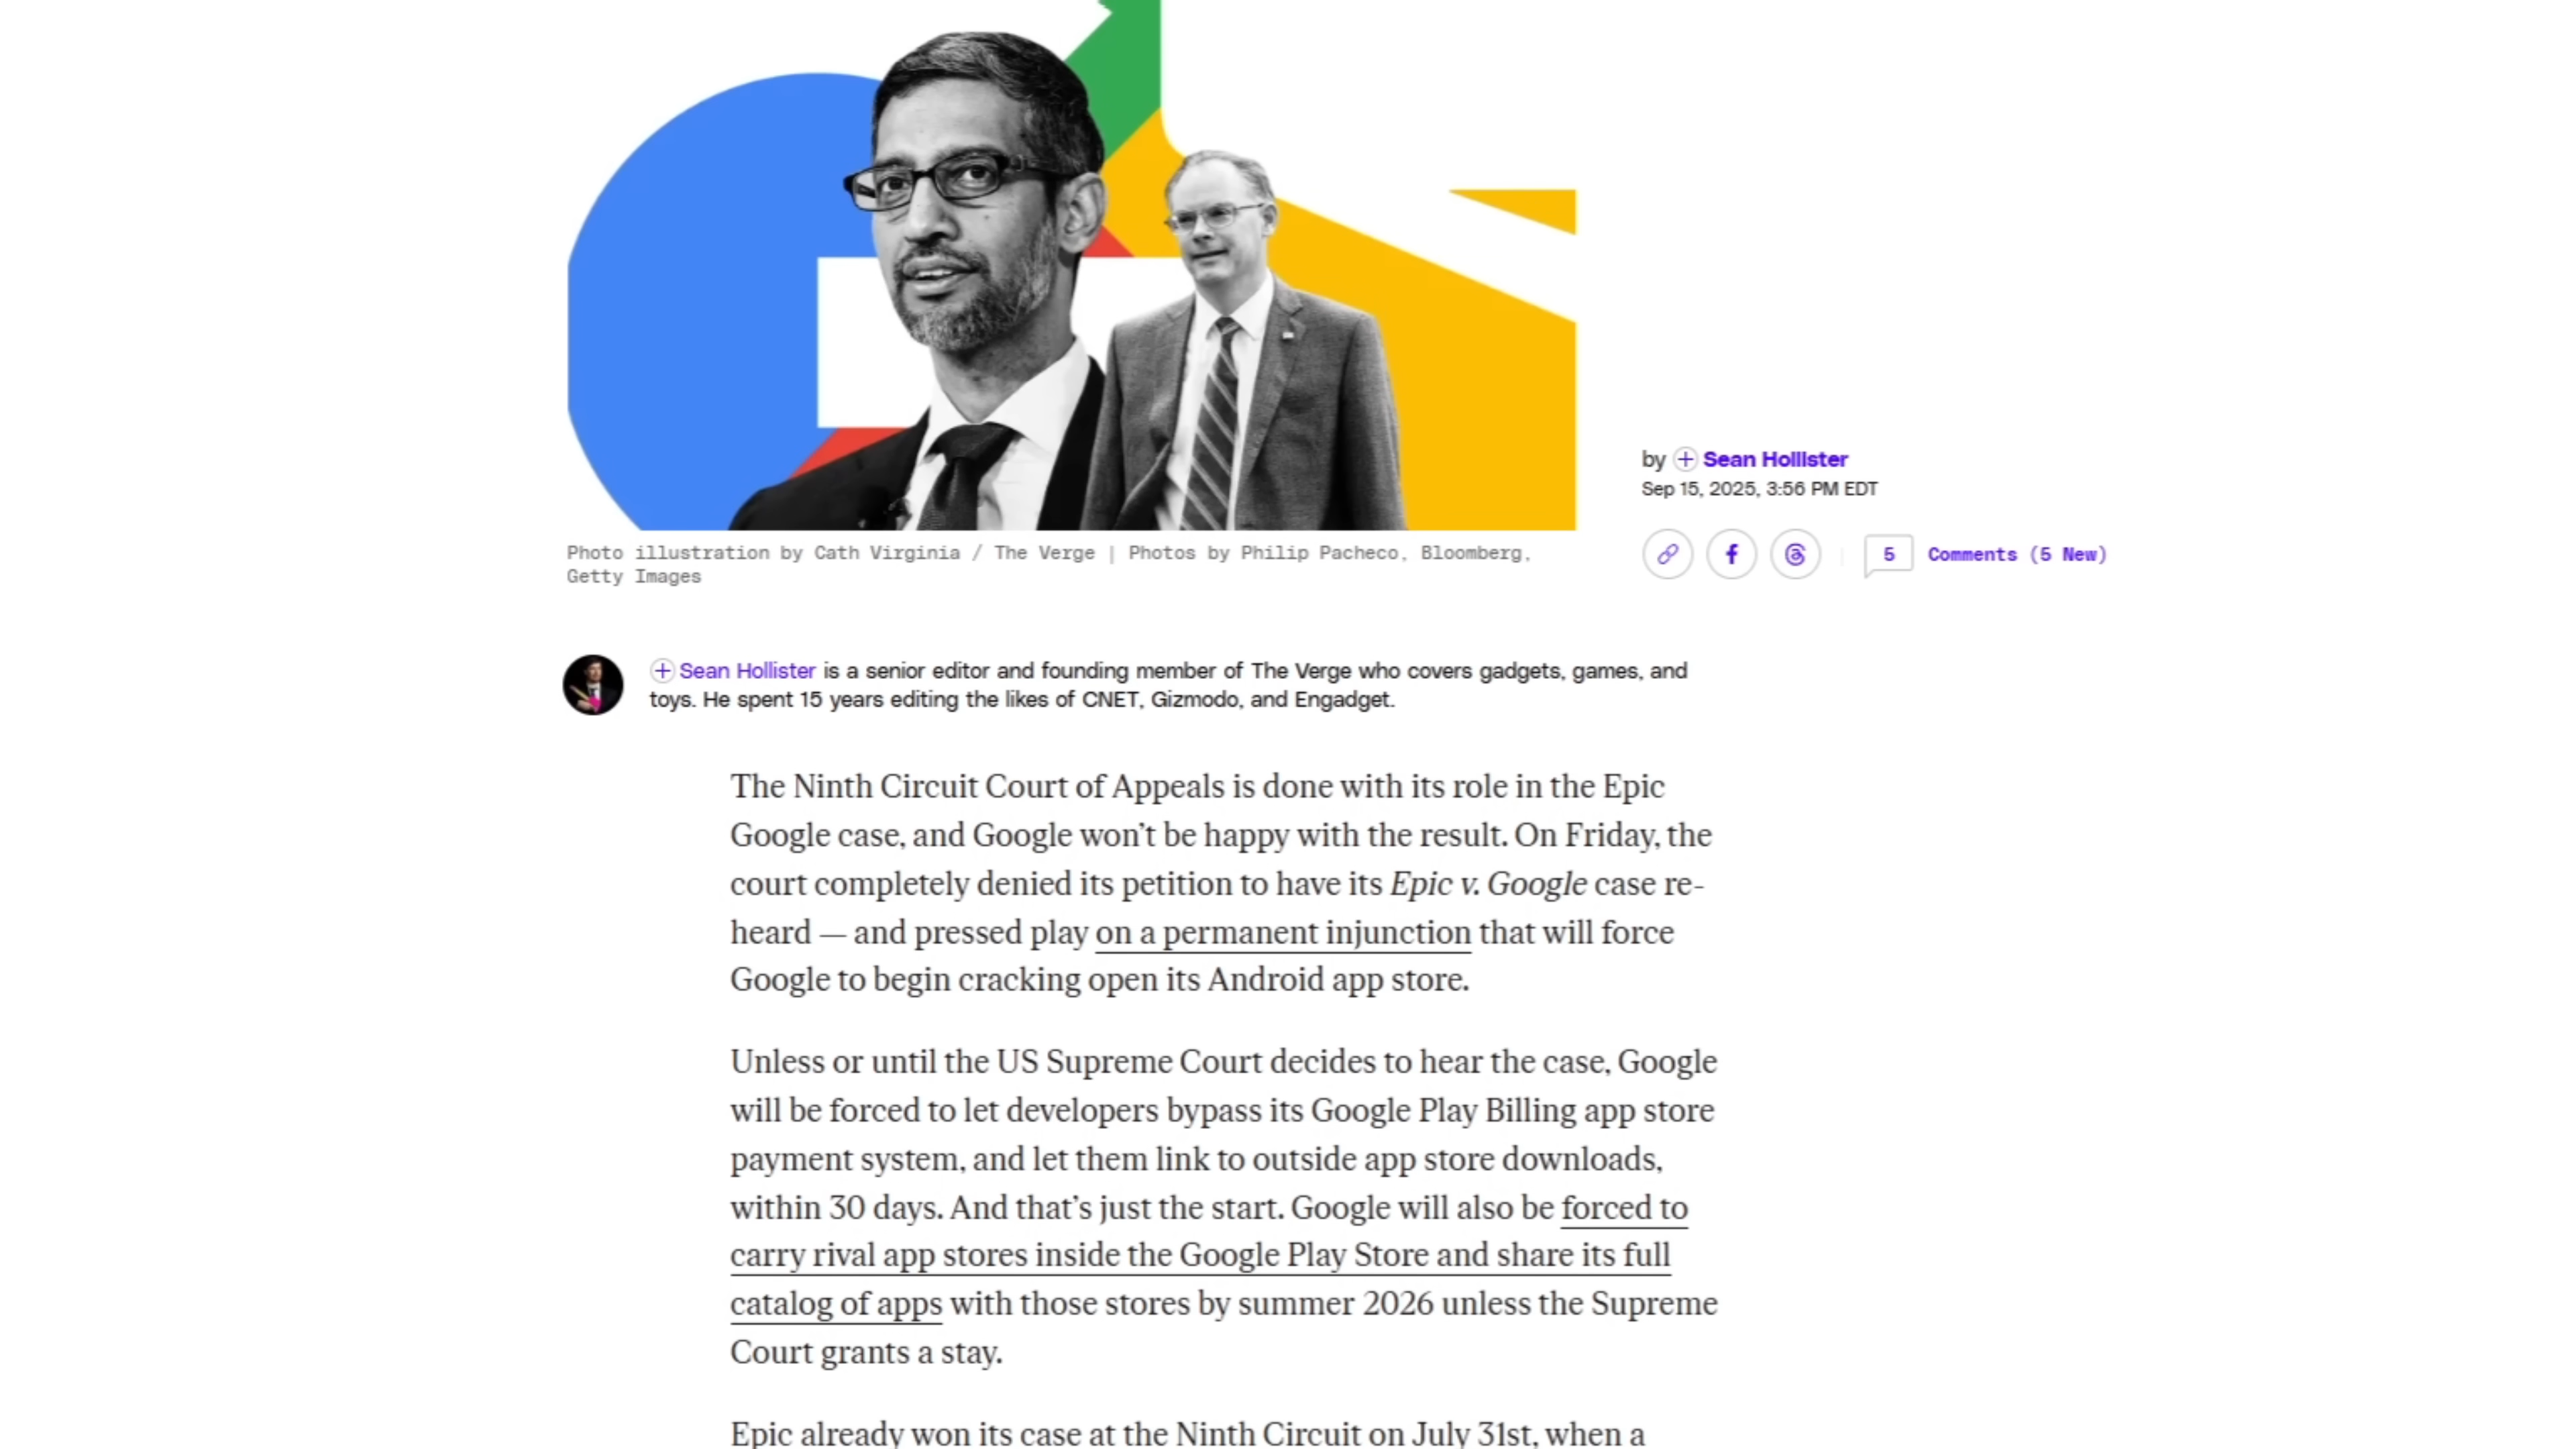 by Sean Hollister
Sep 15, 2025, 3:56 PM EDT
Photo illustration by Cath Virginia / The Verge | Photos by Philip Pacheco, Bloomberg,
Getty Images
5 Comments (5 New)
Sean Hollister is a senior editor and founding member of The Verge who covers gadgets, games, and
toys. He spent 15 years editing the likes of CNET, Gizmodo, and Engadget.
The Ninth Circuit Court of Appeals is done with its role in the Epic
Google case, and Google won’t be happy with the result. On Friday, the
court completely denied its petition to have its Epic v. Google case re-
heard — and pressed play on a permanent injunction that will force
Google to begin cracking open its Android app store.
Unless or until the US Supreme Court decides to hear the case, Google
will be forced to let developers bypass its Google Play Billing app store
payment system, and let them link to outside app store downloads,
within 30 days. And that’s just the start. Google will also be forced to
carry rival app stores inside the Google Play Store and share its full
catalog of apps with those stores by summer 2026 unless the Supreme
Court grants a stay.
Epic already won its case at the Ninth Circuit on July 31st, when a